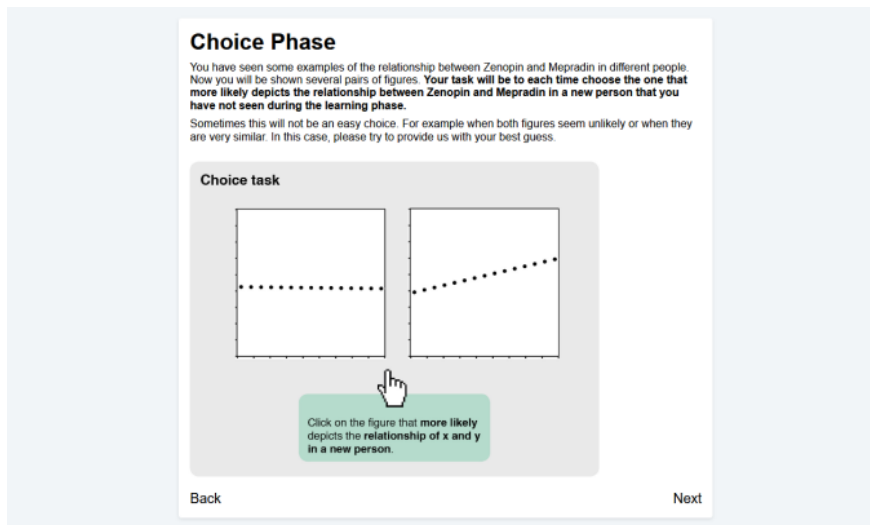 Choice Phase
You have seen some examples of the relationship between Zenopin and Mepradin in different people.
Now you will be shown several pairs of figures. Your task will be to each time choose the one that
more likely depicts the relationship between Zenopin and Mepradin in a new person that you
have not seen during the learning phase.
Sometimes this will not be an easy choice. For example when both figures seem unlikely or when they
are very similar. In this case, please try to provide us with your best guess.
Choice task
Click on the figure that more likely
depicts the relationship of x and y
in a new person.
Back
Next